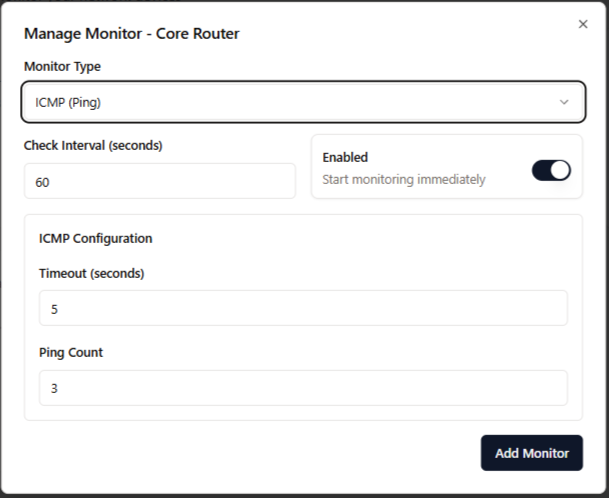 Manage Monitor - Core Router
Monitor Type
ICMP (Ping)
Check Interval (seconds)
60
Enabled
Start monitoring immediately
ICMP Configuration
Timeout (seconds)
5
Ping Count
3
Add Monitor